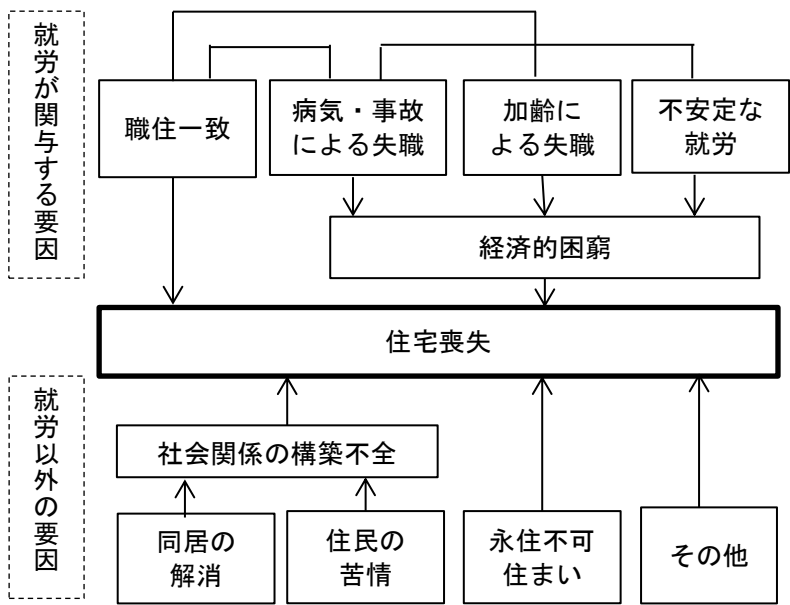 就労が関与する要因
職住一致
病気・事故
による失職
加齢に
よる失職
不安定な
就労
経済的困窮
住宅喪失
就労以外の要因
社会関係の構築不全
同居の
解消
住民の
苦情
永住不可
住まい
その他